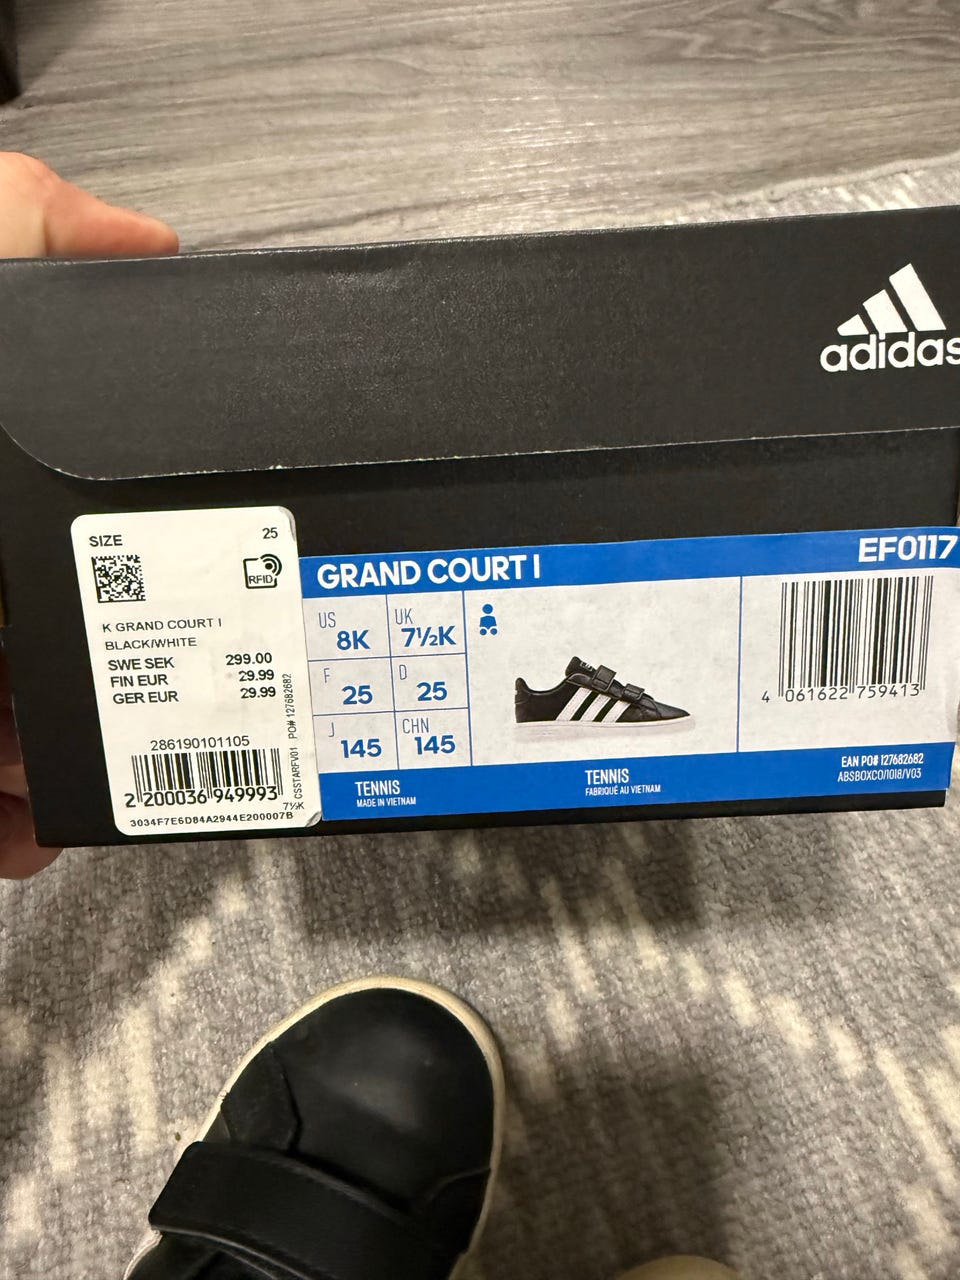 adidas
SIZE 25
RFID
K GRAND COURT I
BLACK/WHITE
SWE SEK 299.00
FIN EUR 29.99
GER EUR 29.99
286190101105
2 200036 949993
7½K
3034F7E6D84A2944E200007B
CSSTARFV01 PO# 127682682
GRAND COURT I
EF0117
US 8K
UK 7½K
F 25
D 25
J 145
CHN 145
TENNIS
MADE IN VIETNAM
TENNIS
FABRIQUÉ AU VIETNAM
4 061622 759413
EAN PO# 127682682
ABSBOXCO/1018/V03